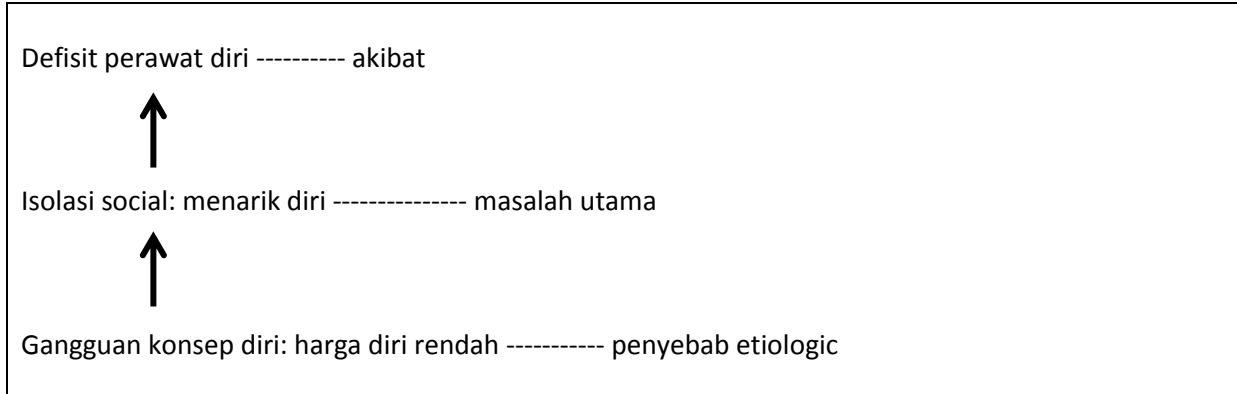 Defisit perawat diri ---------- akibat
Isolasi social: menarik diri --------------- masalah utama
Gangguan konsep diri: harga diri rendah ----------- penyebab etiologic